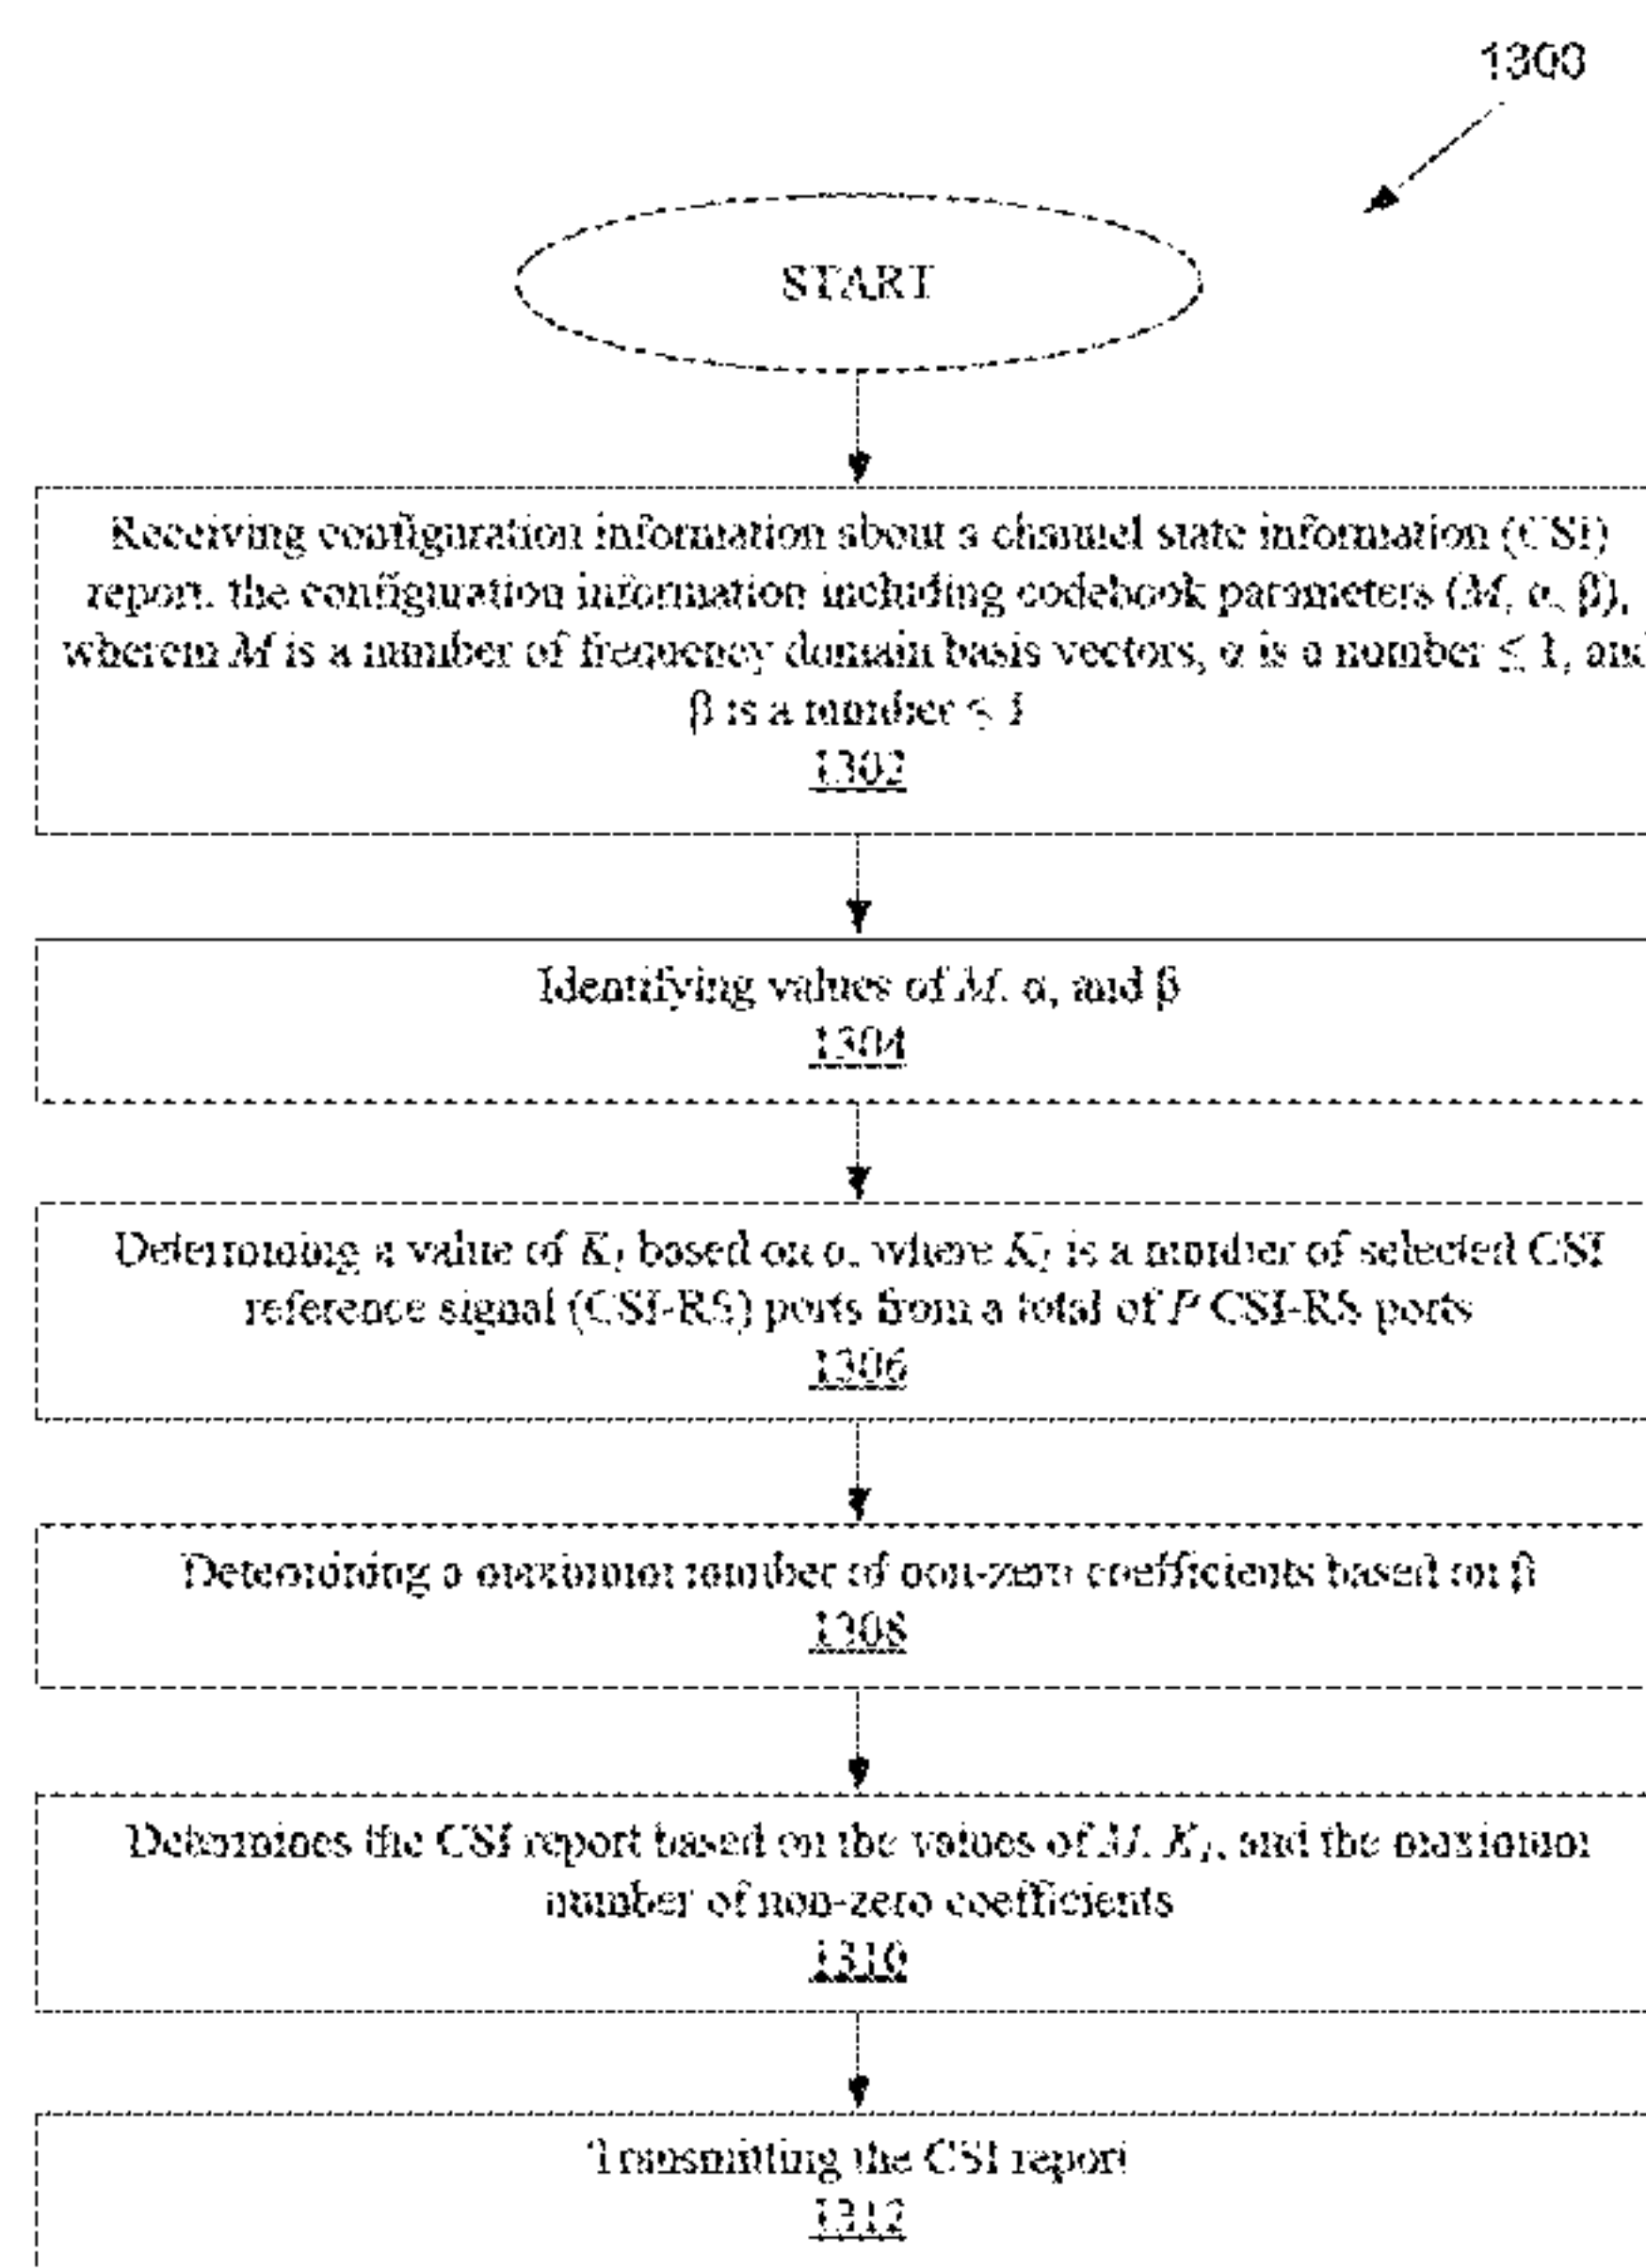 1300
START
Receiving configuration information about a channel state information (CSI)
report, the configuration information including codebook parameters (M, α, β),
wherein M is a number of frequency domain basis vectors, α is a number ≤ 1, and
β is a number ≤ 1
1302
Identifying values of M, α, and β
1304
Determining a value of K1 based on α, where K1 is a number of selected CSI
reference signal (CSI-RS) ports from a total of P CSI-RS ports
1306
Determining a maximum number of non-zero coefficients based on β
1308
Determines the CSI report based on the values of M, K1, and the maximum
number of non-zero coefficients
1310
Transmitting the CSI report
1312